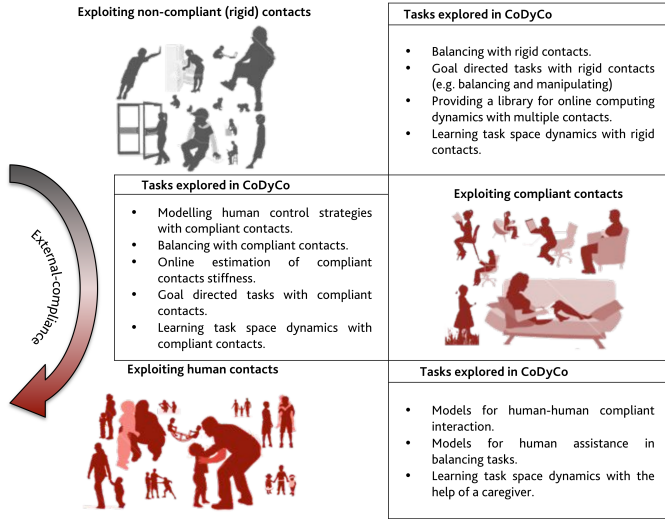 Exploiting non-compliant (rigid) contacts
Tasks explored in CoDyCo
• Balancing with rigid contacts.
• Goal directed tasks with rigid contacts
(e.g. balancing and manipulating)
• Providing a library for online computing
dynamics with multiple contacts.
• Learning task space dynamics with rigid
contacts.
External-compliance
Tasks explored in CoDyCo
• Modelling human control strategies
with compliant contacts.
• Balancing with compliant contacts.
• Online estimation of compliant
contacts stiffness.
• Goal directed tasks with compliant
contacts.
• Learning task space dynamics with
compliant contacts.
Exploiting compliant contacts
Exploiting human contacts
Tasks explored in CoDyCo
• Models for human-human compliant
interaction.
• Models for human assistance in
balancing tasks.
• Learning task space dynamics with the
help of a caregiver.